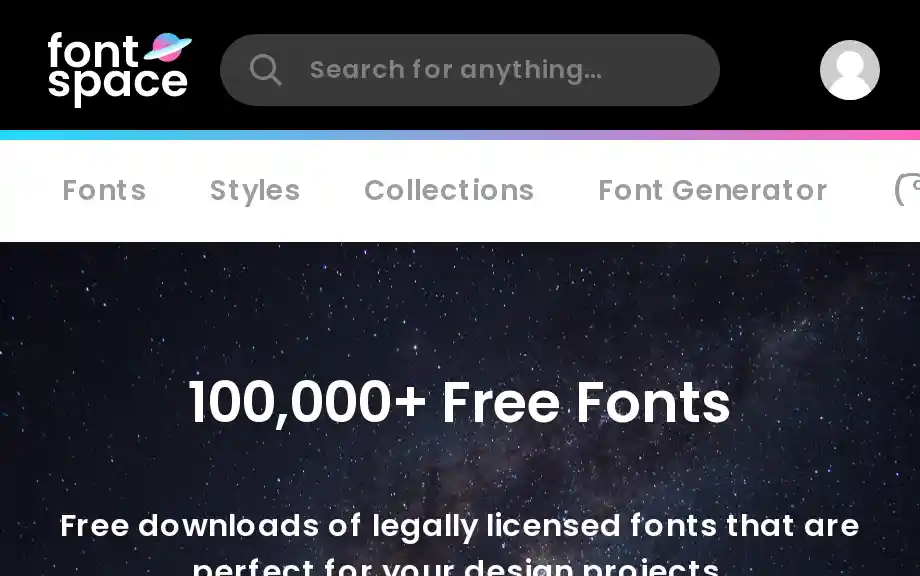 font
space
Search for anything...
Fonts
Styles
Collections
Font Generator
100,000+ Free Fonts
Free downloads of legally licensed fonts that are
perfect for your design projects.